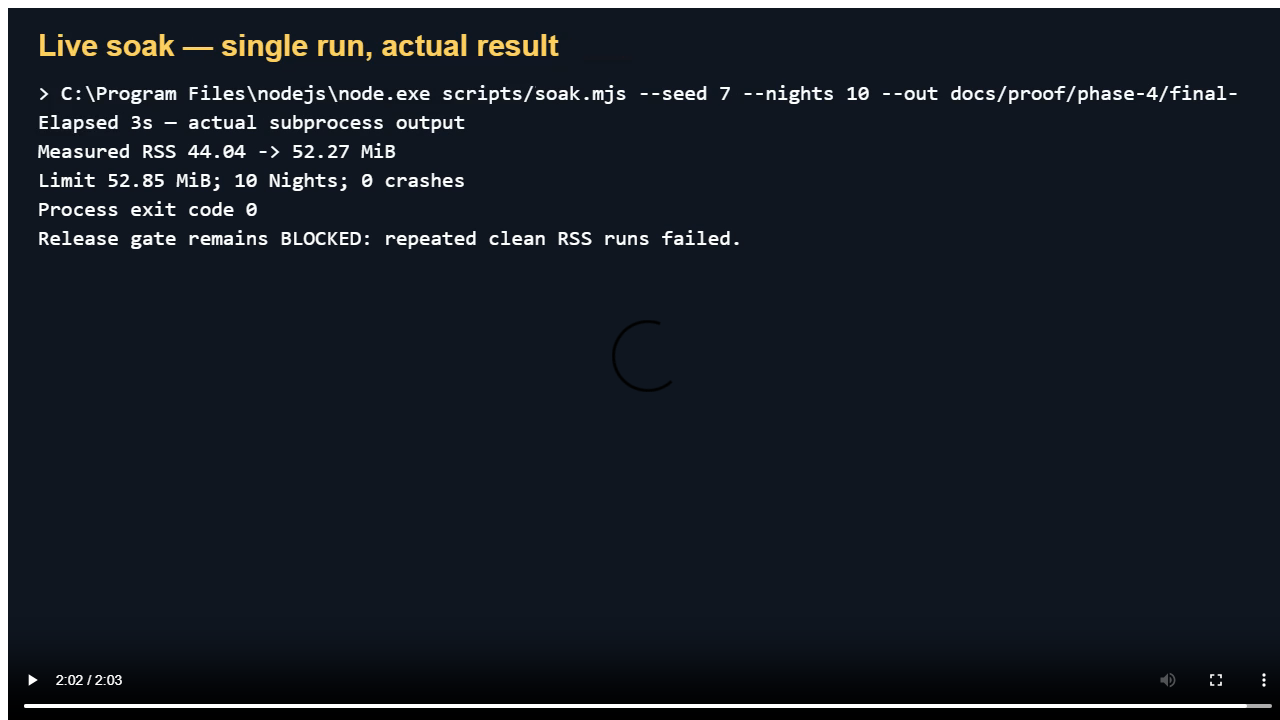 Live soak — single run, actual result
> C:\Program Files\nodejs\node.exe scripts/soak.mjs --seed 7 --nights 10 --out docs/proof/phase-4/final-
Elapsed 3s — actual subprocess output
Measured RSS 44.04 -> 52.27 MiB
Limit 52.85 MiB; 10 Nights; 0 crashes
Process exit code 0
Release gate remains BLOCKED: repeated clean RSS runs failed.
2:02 / 2:03